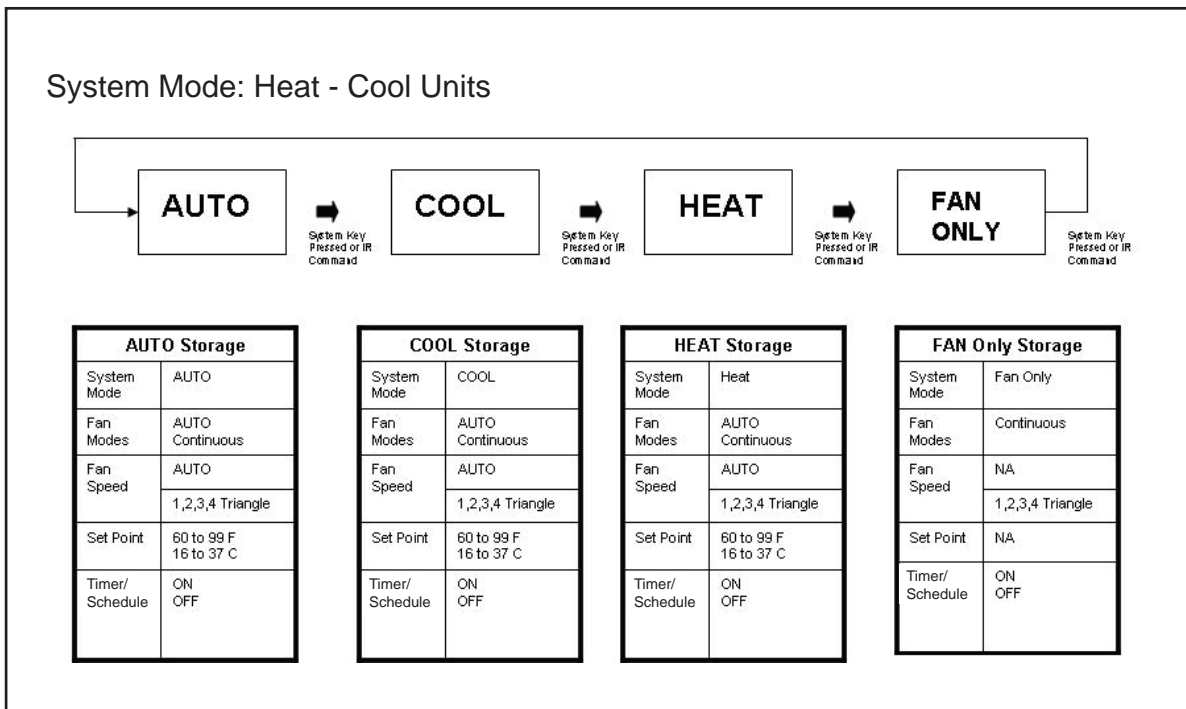 System Mode: Heat - Cool Units
AUTO
System Key
Pressed or IR
Command
COOL
System Key
Pressed or IR
Command
HEAT
System Key
Pressed or IR
Command
FAN
ONLY
System Key
Pressed or IR
Command
AUTO Storage
System
Mode
AUTO
Fan
Modes
AUTO
Continuous
Fan
Speed
AUTO
1,2,3,4 Triangle
Set Point
60 to 99 F
16 to 37 C
Timer/
Schedule
ON
OFF
COOL Storage
System
Mode
COOL
Fan
Modes
AUTO
Continuous
Fan
Speed
AUTO
1,2,3,4 Triangle
Set Point
60 to 99 F
16 to 37 C
Timer/
Schedule
ON
OFF
HEAT Storage
System
Mode
Heat
Fan
Modes
AUTO
Continuous
Fan
Speed
AUTO
1,2,3,4 Triangle
Set Point
60 to 99 F
16 to 37 C
Timer/
Schedule
ON
OFF
FAN Only Storage
System
Mode
Fan Only
Fan
Modes
Continuous
Fan
Speed
NA
1,2,3,4 Triangle
Set Point
NA
Timer/
Schedule
ON
OFF